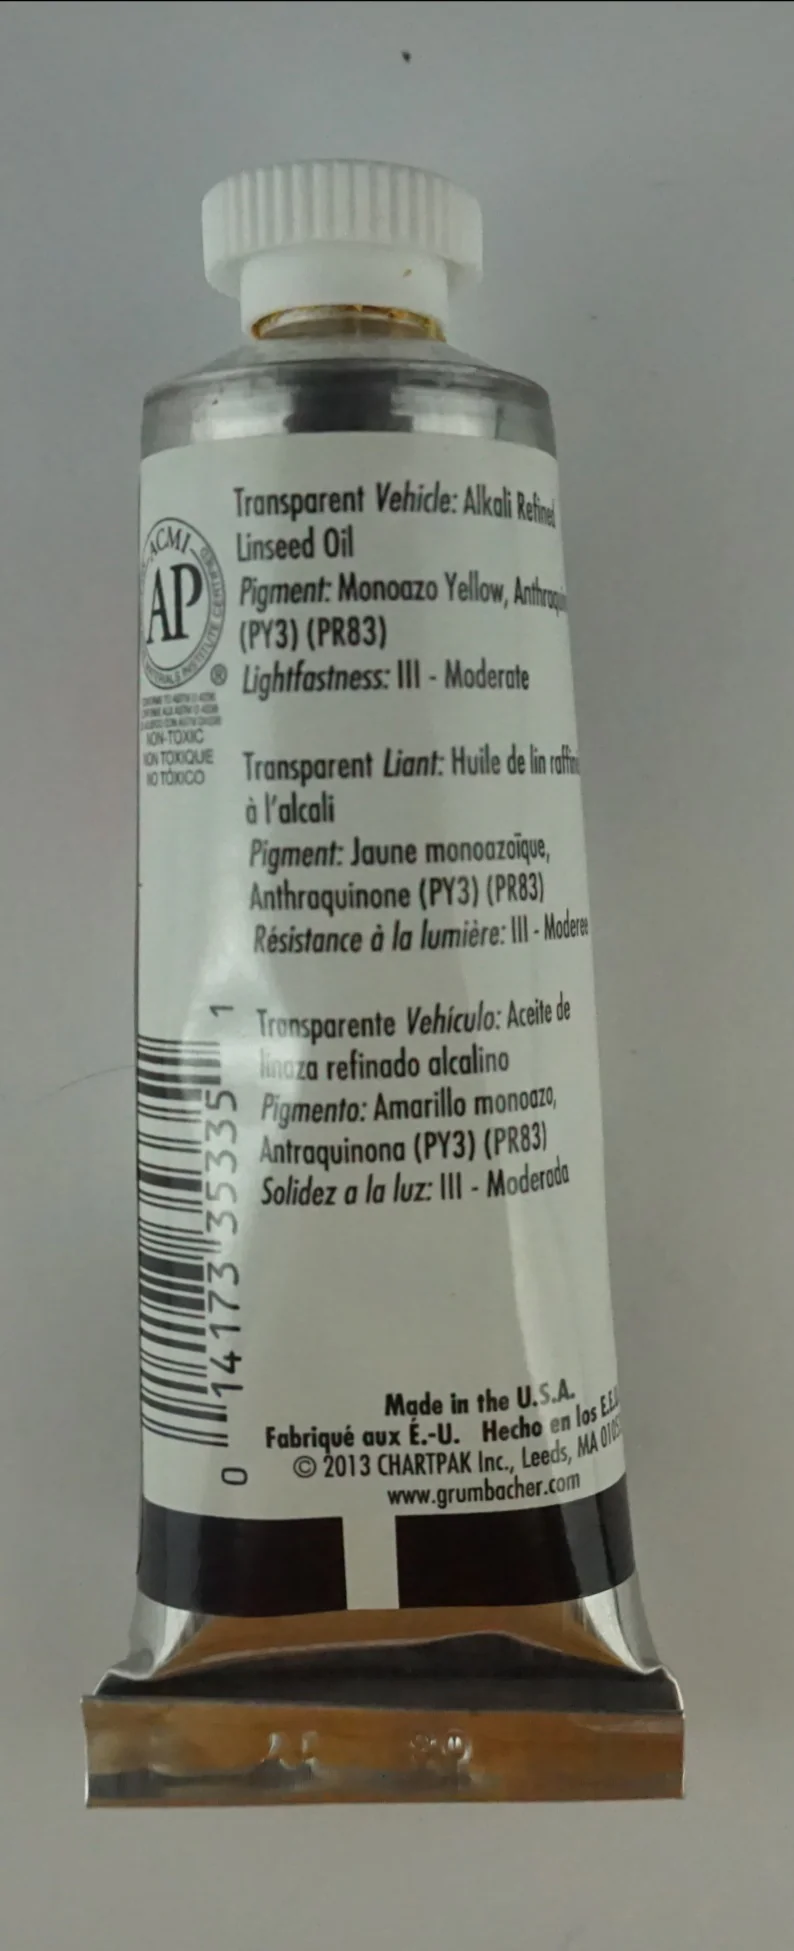 Transparent Vehicle: Alkali Refined
Linseed Oil
Pigment: Monoazo Yellow,
(PY3) (PR83)
Lightfastness: III - Moderate
ACMI
AP
®
NON-TOXIC
NON TOXIQUE
NO TÓXICO
Transparent Liant: Huile de lin
à l'alcali
Pigment: Jaune monoazoïque,
Anthraquinone (PY3) (PR83)
Résistance à la lumière: III - Moderee
Transparente Vehículo: Aceite de
linaza refinado alcalino
Pigmento: Amarillo monoazo,
Antraquinona (PY3) (PR83)
Solidez a la luz: III - Moderada
0 14173 35335 1
Made in the U.S.A.
Fabriqué aux É.-U. Hecho en los
© 2013 CHARTPAK Inc., Leeds, MA
www.grumbacher.com